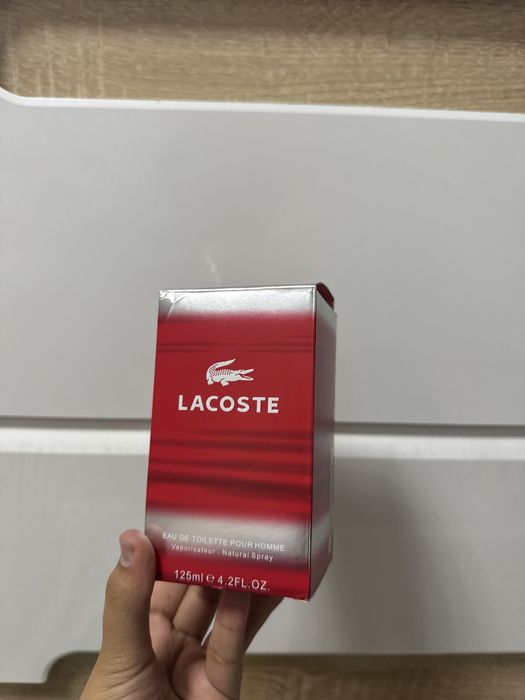 LACOSTE
EAU DE TOILETTE POUR HOMME
Vaporisateur Natural Spray
125ml ℮ 4.2FL.OZ.